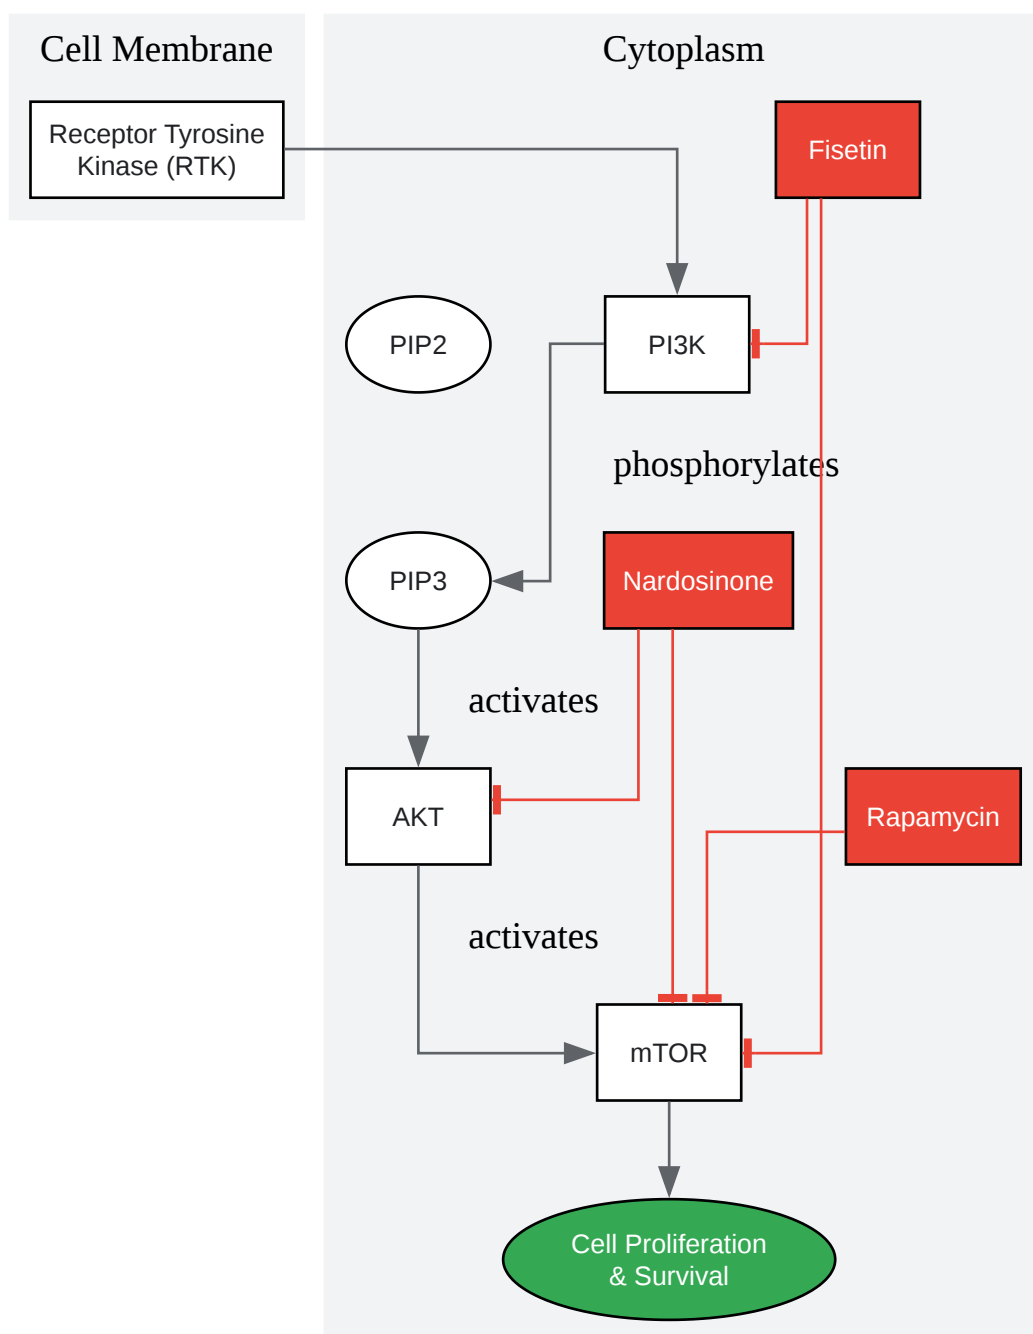 Cell Membrane
Cytoplasm
Receptor Tyrosine
Kinase (RTK)
Fisetin
PIP2
PI3K
phosphorylates
PIP3
Nardosinone
activates
AKT
Rapamycin
activates
mTOR
Cell Proliferation
& Survival